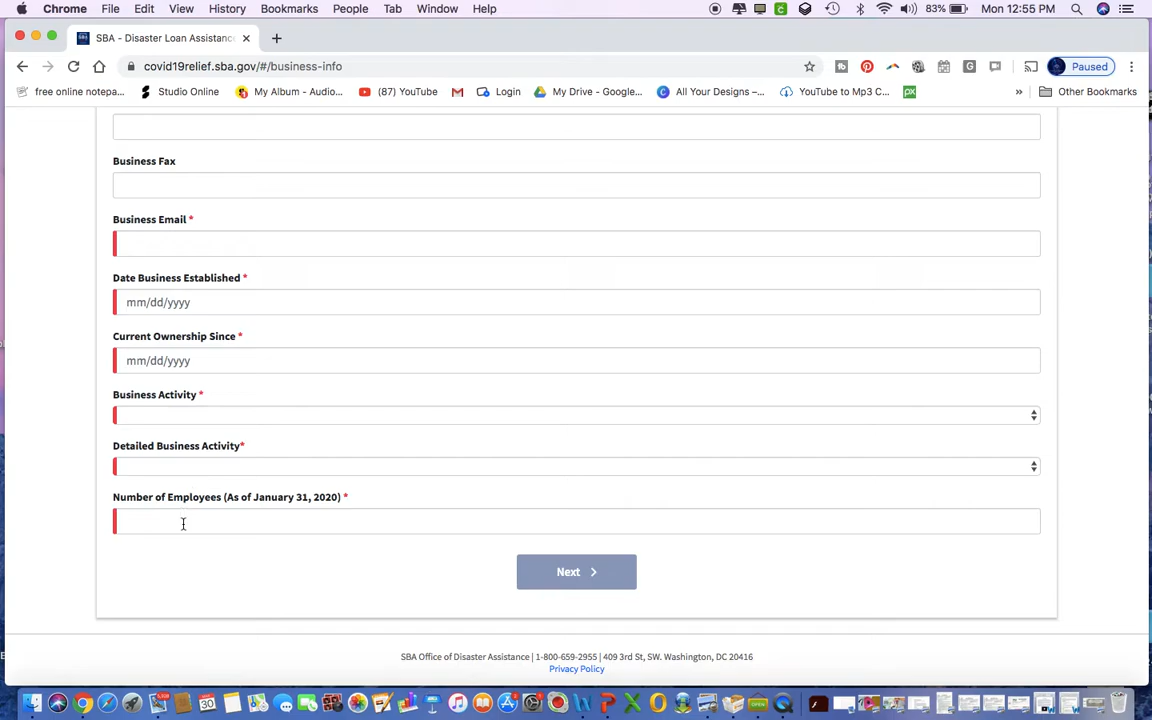 Chrome File Edit View History Bookmarks People Tab Window Help 83% Mon 12:55 PM
SBA - Disaster Loan Assistance
covid19relief.sba.gov/#/business-info Paused
free online notepa... Studio Online My Album - Audio... (87) YouTube Login My Drive - Google... All Your Designs –... YouTube to Mp3 C... px » Other Bookmarks
Business Fax
Business Email *
Date Business Established *
mm/dd/yyyy
Current Ownership Since *
mm/dd/yyyy
Business Activity *
Detailed Business Activity*
Number of Employees (As of January 31, 2020) *
Next
SBA Office of Disaster Assistance | 1-800-659-2955 | 409 3rd St, SW. Washington, DC 20416
Privacy Policy